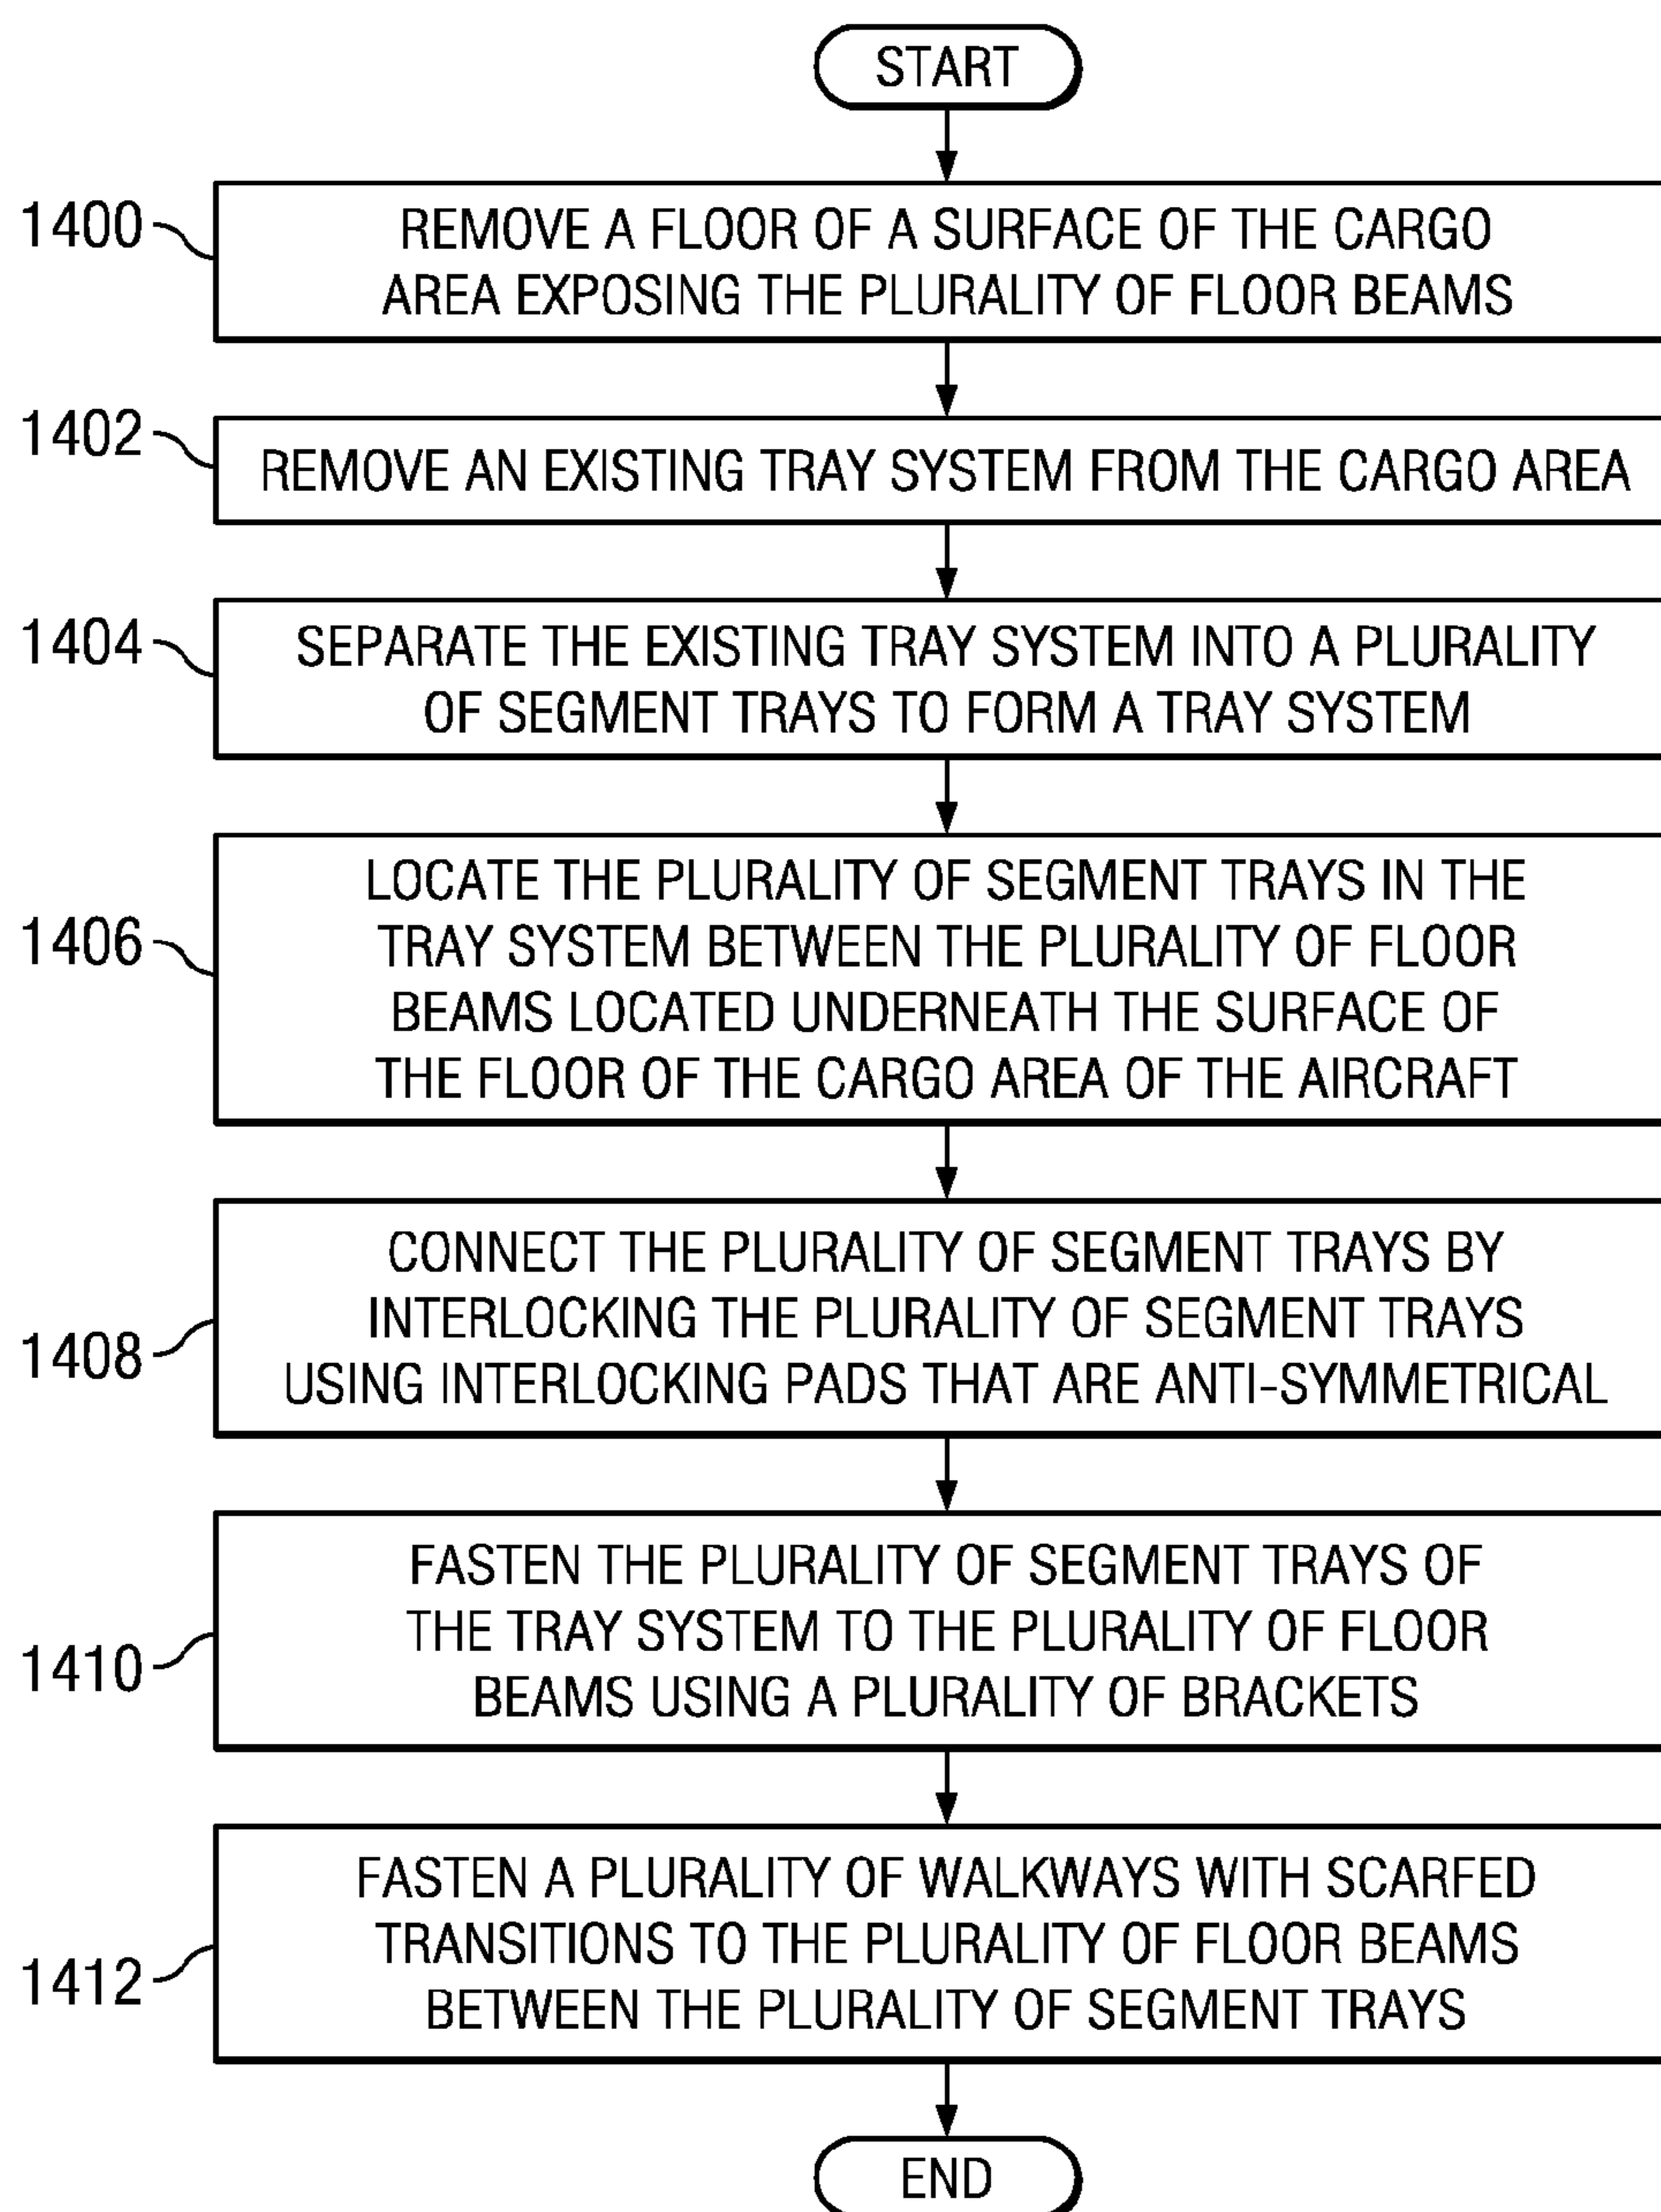 START
1400
REMOVE A FLOOR OF A SURFACE OF THE CARGO
AREA EXPOSING THE PLURALITY OF FLOOR BEAMS
1402
REMOVE AN EXISTING TRAY SYSTEM FROM THE CARGO AREA
1404
SEPARATE THE EXISTING TRAY SYSTEM INTO A PLURALITY
OF SEGMENT TRAYS TO FORM A TRAY SYSTEM
1406
LOCATE THE PLURALITY OF SEGMENT TRAYS IN THE
TRAY SYSTEM BETWEEN THE PLURALITY OF FLOOR
BEAMS LOCATED UNDERNEATH THE SURFACE OF
THE FLOOR OF THE CARGO AREA OF THE AIRCRAFT
1408
CONNECT THE PLURALITY OF SEGMENT TRAYS BY
INTERLOCKING THE PLURALITY OF SEGMENT TRAYS
USING INTERLOCKING PADS THAT ARE ANTI-SYMMETRICAL
1410
FASTEN THE PLURALITY OF SEGMENT TRAYS OF
THE TRAY SYSTEM TO THE PLURALITY OF FLOOR
BEAMS USING A PLURALITY OF BRACKETS
1412
FASTEN A PLURALITY OF WALKWAYS WITH SCARFED
TRANSITIONS TO THE PLURALITY OF FLOOR BEAMS
BETWEEN THE PLURALITY OF SEGMENT TRAYS
END